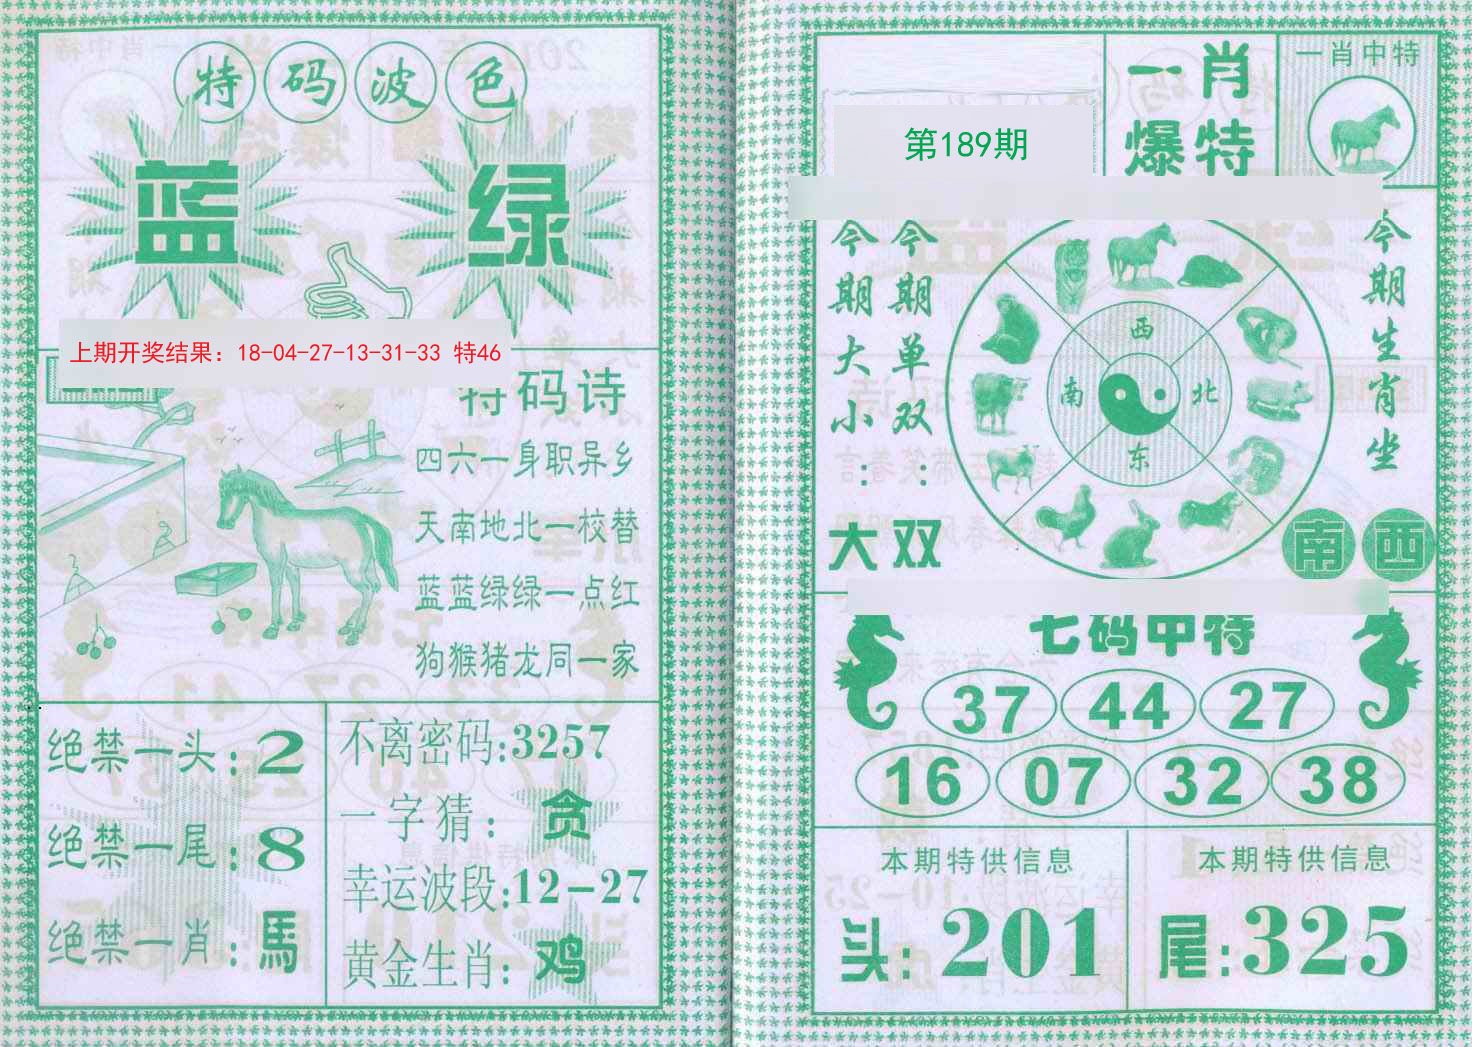 特码波色
蓝 绿
上期开奖结果：18-04-27-13-31-33 特46
特码诗
四六一身职异乡
天南地北一校替
蓝蓝绿绿一点红
狗猴猪龙同一家
绝禁一头：2
绝禁一尾：8
绝禁一肖：馬
不离密码：3257
一字猜：贪
幸运波段：12-27
黄金生肖：鸡
第189期
一肖
爆特
一肖中特
今期大小：大
今期单双：双
西
南 北
东
今期生肖坐
南 西
七码中特
37 44 27
16 07 32 38
本期特供信息
头：201
本期特供信息
尾：325